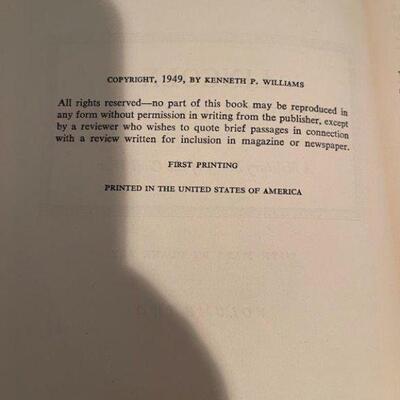 COPYRIGHT, 1949, BY KENNETH P. WILLIAMS
All rights reserved—no part of this book may be reproduced in
any form without permission in writing from the publisher, except
by a reviewer who wishes to quote brief passages in connection
with a review written for inclusion in magazine or newspaper.
FIRST PRINTING
PRINTED IN THE UNITED STATES OF AMERICA